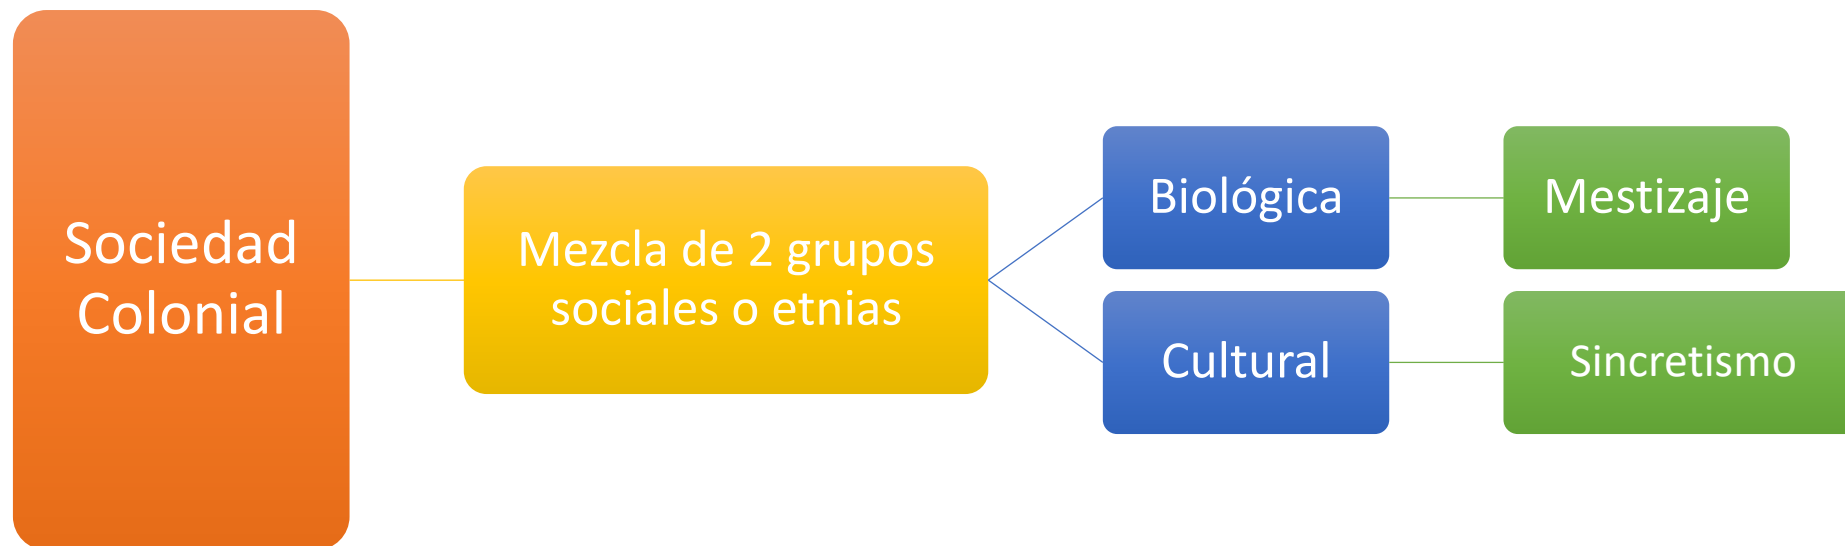 Sociedad
Colonial
Mezcla de 2 grupos
sociales o etnias
Biológica
Mestizaje
Cultural
Sincretismo